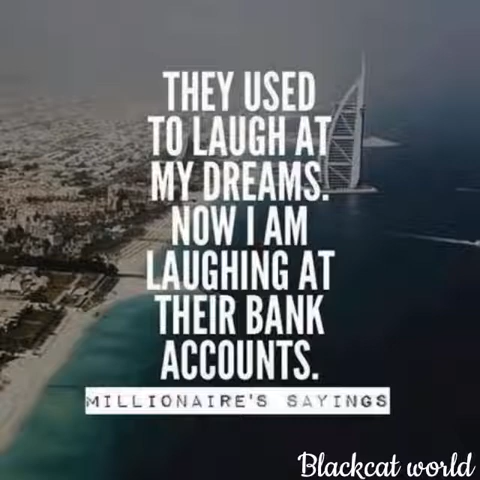 THEY USED
TO LAUGH AT
MY DREAMS.
NOW I AM
LAUGHING AT
THEIR BANK
ACCOUNTS.
MILLIONAIRE'S SAYINGS
Blackcat world